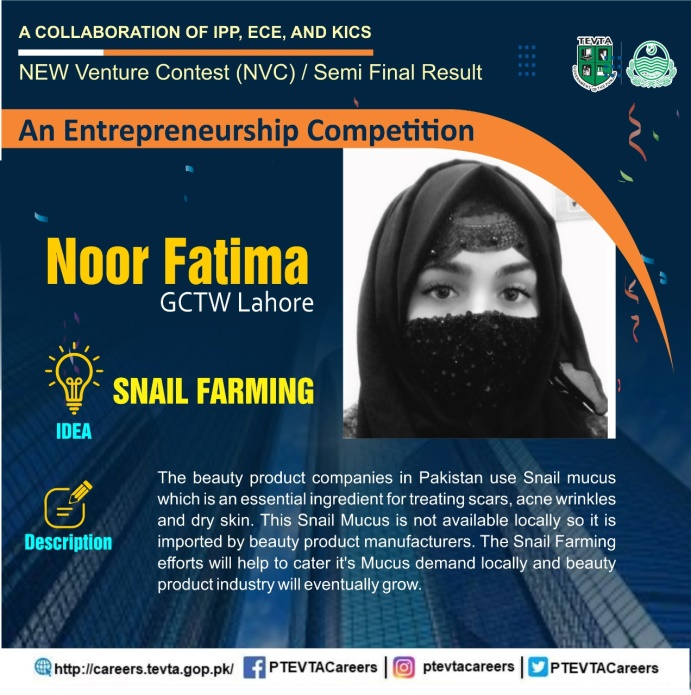 A COLLABORATION OF IPP, ECE, AND KICS
NEW Venture Contest (NVC) / Semi Final Result
TEVTA
An Entrepreneurship Competition
Noor Fatima
GCTW Lahore
SNAIL FARMING
IDEA
The beauty product companies in Pakistan use Snail mucus
which is an essential ingredient for treating scars, acne wrinkles
and dry skin. This Snail Mucus is not available locally so it is
imported by beauty product manufacturers. The Snail Farming
efforts will help to cater it's Mucus demand locally and beauty
product industry will eventually grow.
Description
http://careers.tevta.gop.pk/ PTEVTACareers ptevtacareers PTEVTACareers